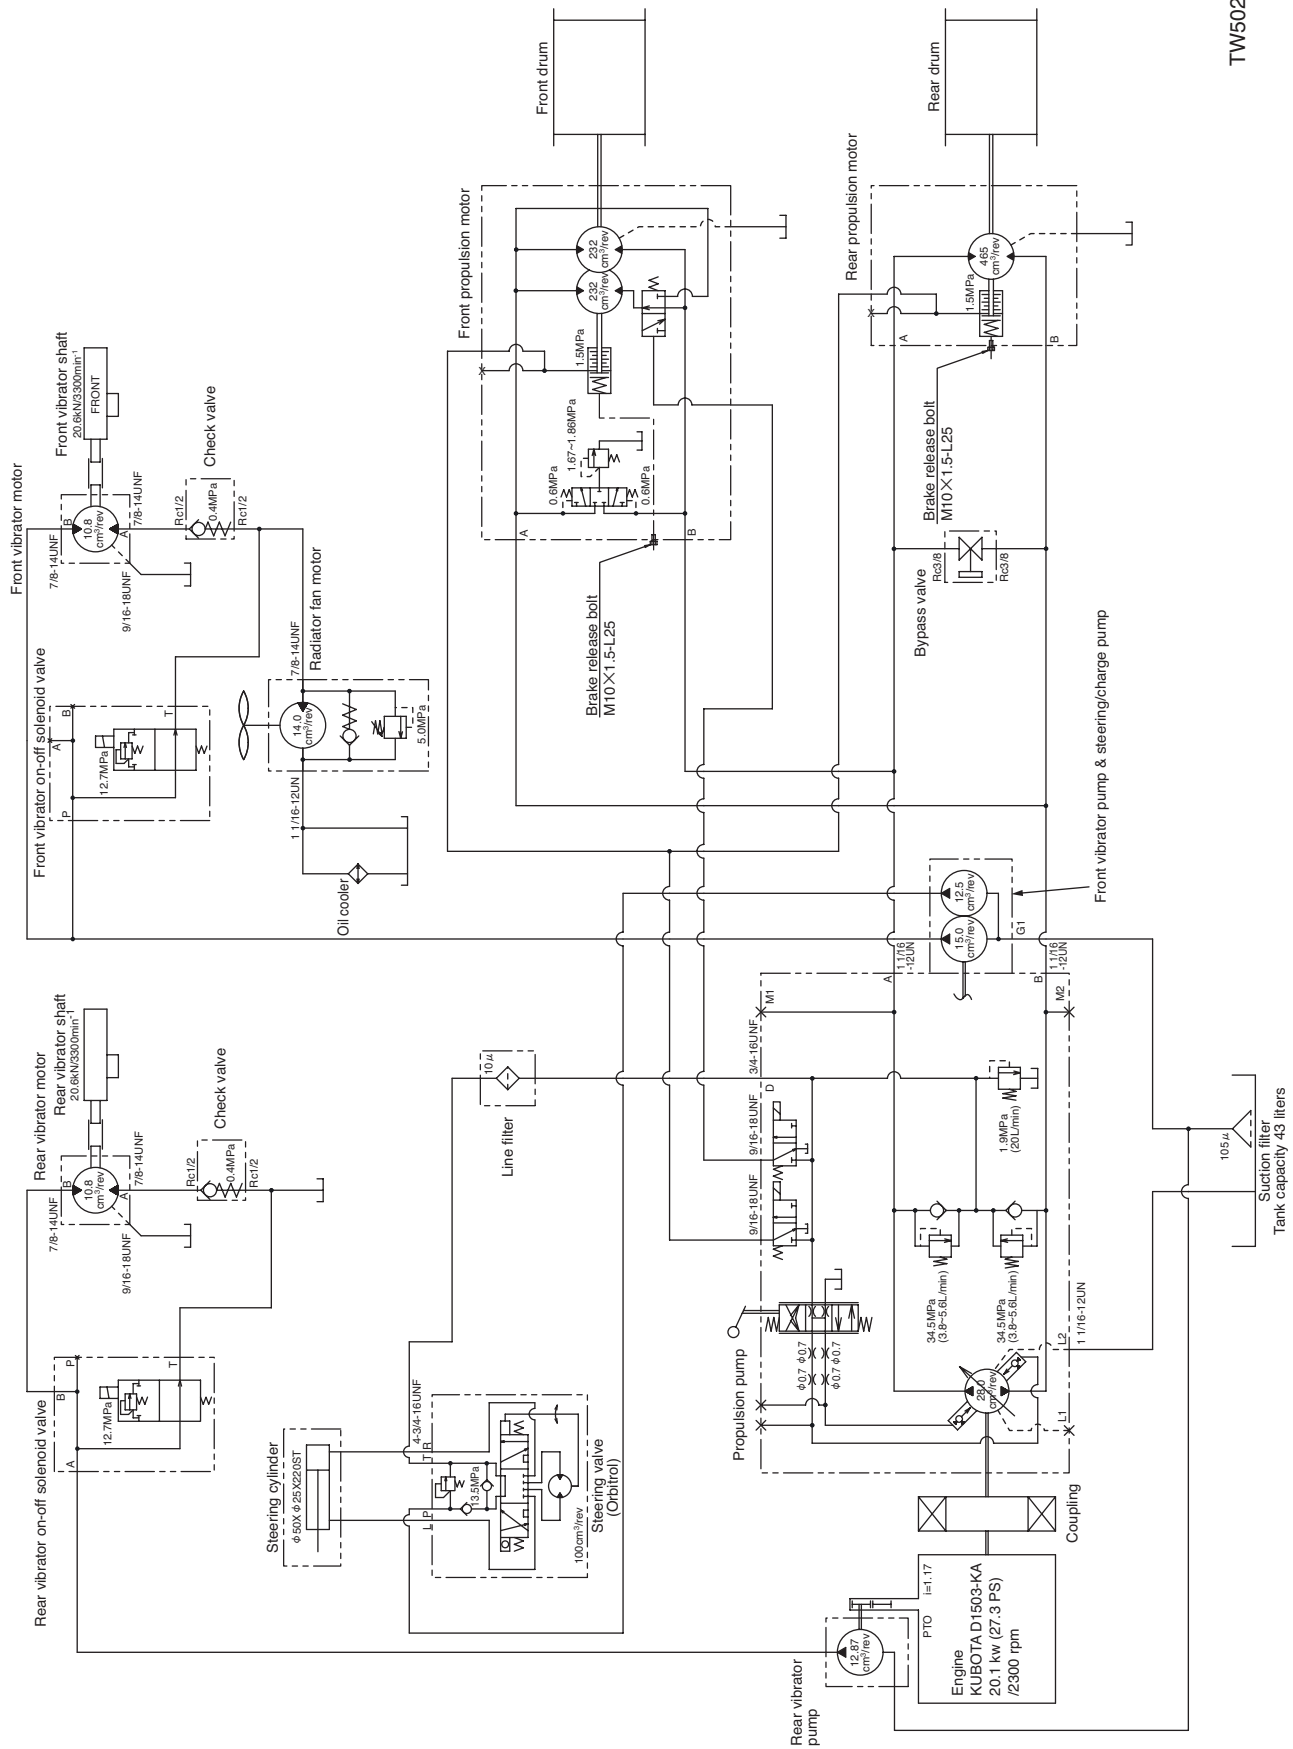 TW502
Front vibrator motor
Front vibrator shaft
20.6kN/3300min-1
FRONT
7/8-14UNF
B
10.8
cm³/rev
A
7/8-14UNF
9/16-18UNF
Check valve
Rc1/2
0.4MPa
Rc1/2
Front vibrator on-off solenoid valve
P
A
B
T
12.7MPa
Radiator fan motor
7/8-14UNF
14.0
cm³/rev
5.0MPa
1 1/16-12UN
Oil cooler
Front drum
Front propulsion motor
232
cm³/rev
232
cm³/rev
1.5MPa
1.67~1.86MPa
0.6MPa
0.6MPa
A
B
Brake release bolt
M10×1.5-L25
Rear drum
Rear propulsion motor
465
cm³/rev
1.5MPa
A
B
Brake release bolt
M10×1.5-L25
Bypass valve
Rc3/8
Rc3/8
Front vibrator pump & steering/charge pump
12.5
cm³/rev
15.0
cm³/rev
G1
Rear vibrator motor
Rear vibrator shaft
20.6kN/3300min-1
7/8-14UNF
B
10.8
cm³/rev
A
7/8-14UNF
9/16-18UNF
Check valve
Rc1/2
0.4MPa
Rc1/2
Rear vibrator on-off solenoid valve
A
B
P
T
12.7MPa
Line filter
10μ
Steering cylinder
φ50X φ25X220ST
4-3/4-16UNF
L P T R
13.5MPa
100cm³/rev
Steering valve
(Orbitrol)
Propulsion pump
9/16-18UNF
9/16-18UNF
3/4-16UNF
D
M1
A
1 1/16
-12UN
B
1 1/16
-12UN
M2
φ0.7 φ0.7
φ0.7 φ0.7
1.9MPa
(20L/min)
34.5MPa
(3.8~5.6L/min)
34.5MPa
(3.8~5.6L/min)
28.0
cm³/rev
L1
L2
1 1/16-12UN
105μ
Suction filter
Tank capacity 43 liters
Coupling
Rear vibrator
pump
12.87
cm³/rev
PTO
i=1.17
Engine
KUBOTA D1503-KA
20.1 kw (27.3 PS)
/2300 rpm